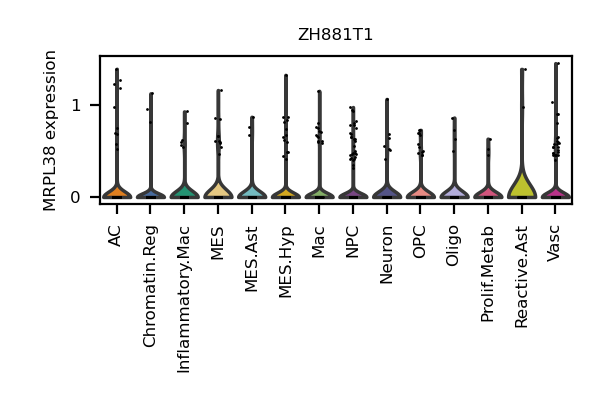 ZH881T1
MRPL38 expression
1
0
AC
Chromatin.Reg
Inflammatory.Mac
MES
MES.Ast
MES.Hyp
Mac
NPC
Neuron
OPC
Oligo
Prolif.Metab
Reactive.Ast
Vasc